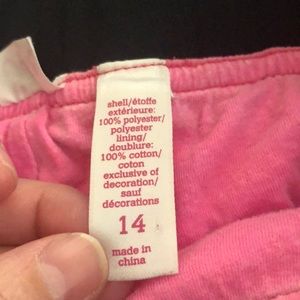 shell/étoffe
extérieure:
100% polyester/
polyester
lining/
doublure:
100% cotton/
coton
exclusive of
decoration/
sauf
décorations
14
made in
china